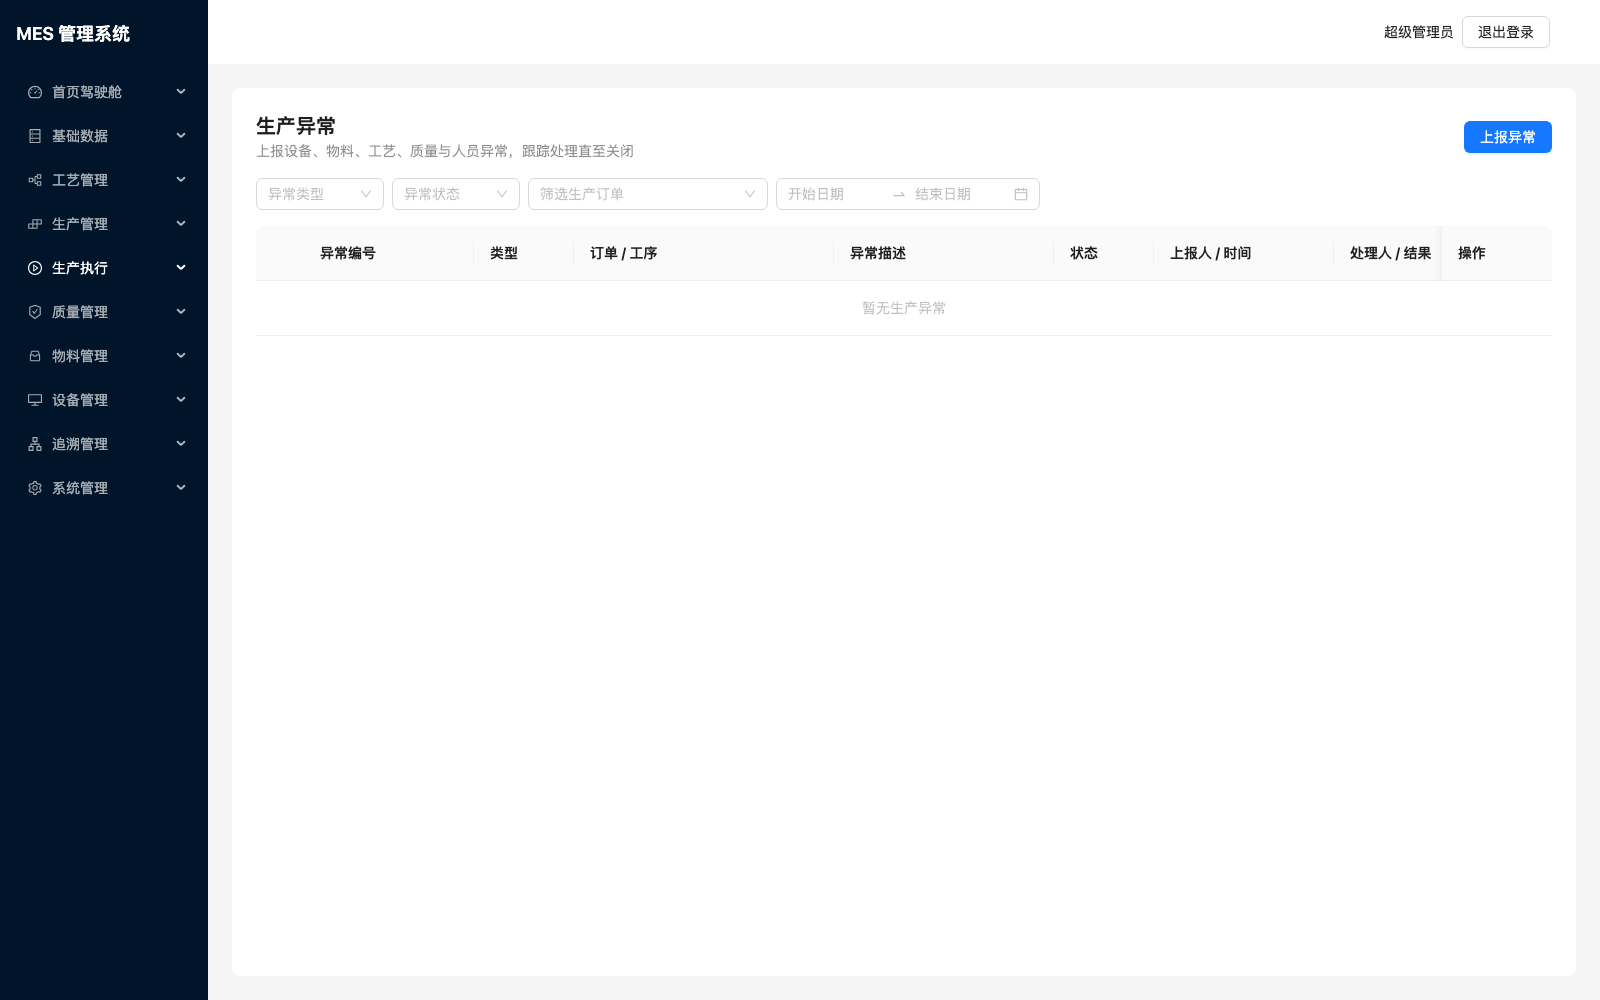 MES 管理系统
首页驾驶舱
基础数据
工艺管理
生产管理
生产执行
质量管理
物料管理
设备管理
追溯管理
系统管理
超级管理员 退出登录
生产异常
上报设备、物料、工艺、质量与人员异常，跟踪处理直至关闭
上报异常
异常类型 异常状态 筛选生产订单 开始日期 结束日期
异常编号 类型 订单 / 工序 异常描述 状态 上报人 / 时间 处理人 / 结果 操作
暂无生产异常